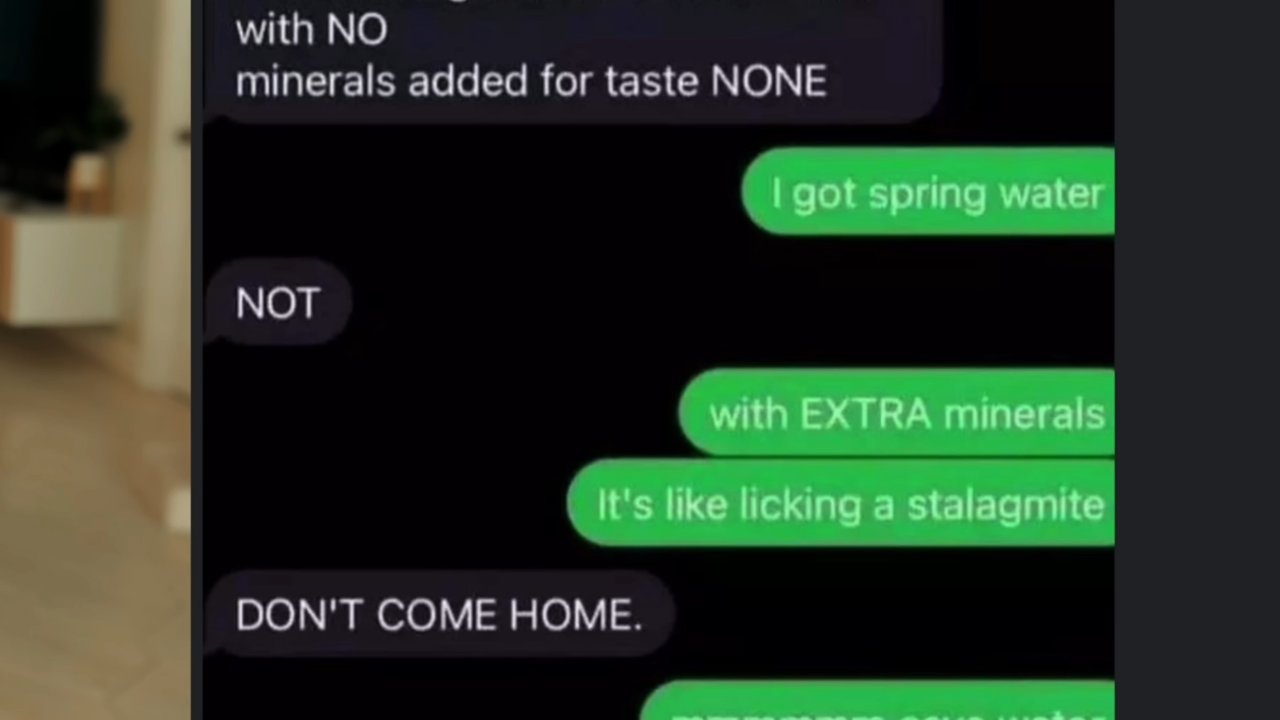 with NO
minerals added for taste NONE
I got spring water
NOT
with EXTRA minerals
It's like licking a stalagmite
DON'T COME HOME.